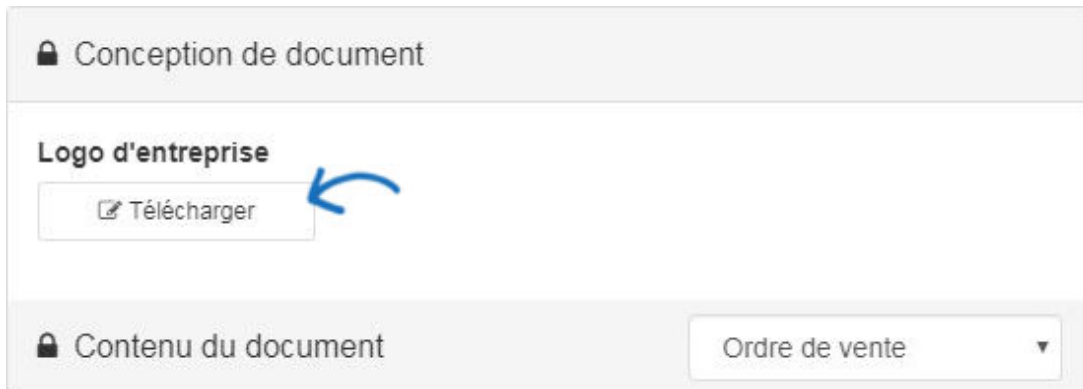 Conception de document
Logo d'entreprise
Télécharger
Contenu du document
Ordre de vente